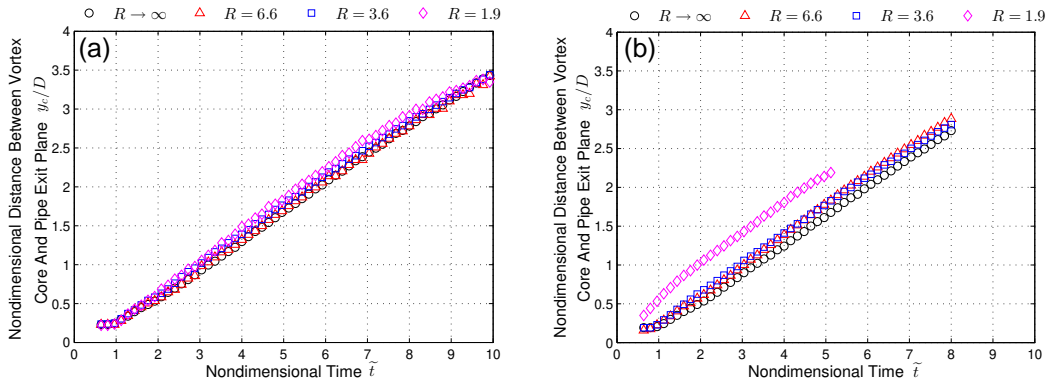 R → ∞ R = 6.6 R = 3.6 R = 1.9
(a)
Nondimensional Distance Between Vortex
Core And Pipe Exit Plane y_c/D
4
3.5
3
2.5
2
1.5
1
0.5
0
0 1 2 3 4 5 6 7 8 9 10
Nondimensional Time t̃
R → ∞ R = 6.6 R = 3.6 R = 1.9
(b)
Nondimensional Distance Between Vortex
Core And Pipe Exit Plane y_c/D
4
3.5
3
2.5
2
1.5
1
0.5
0
0 1 2 3 4 5 6 7 8 9 10
Nondimensional Time t̃